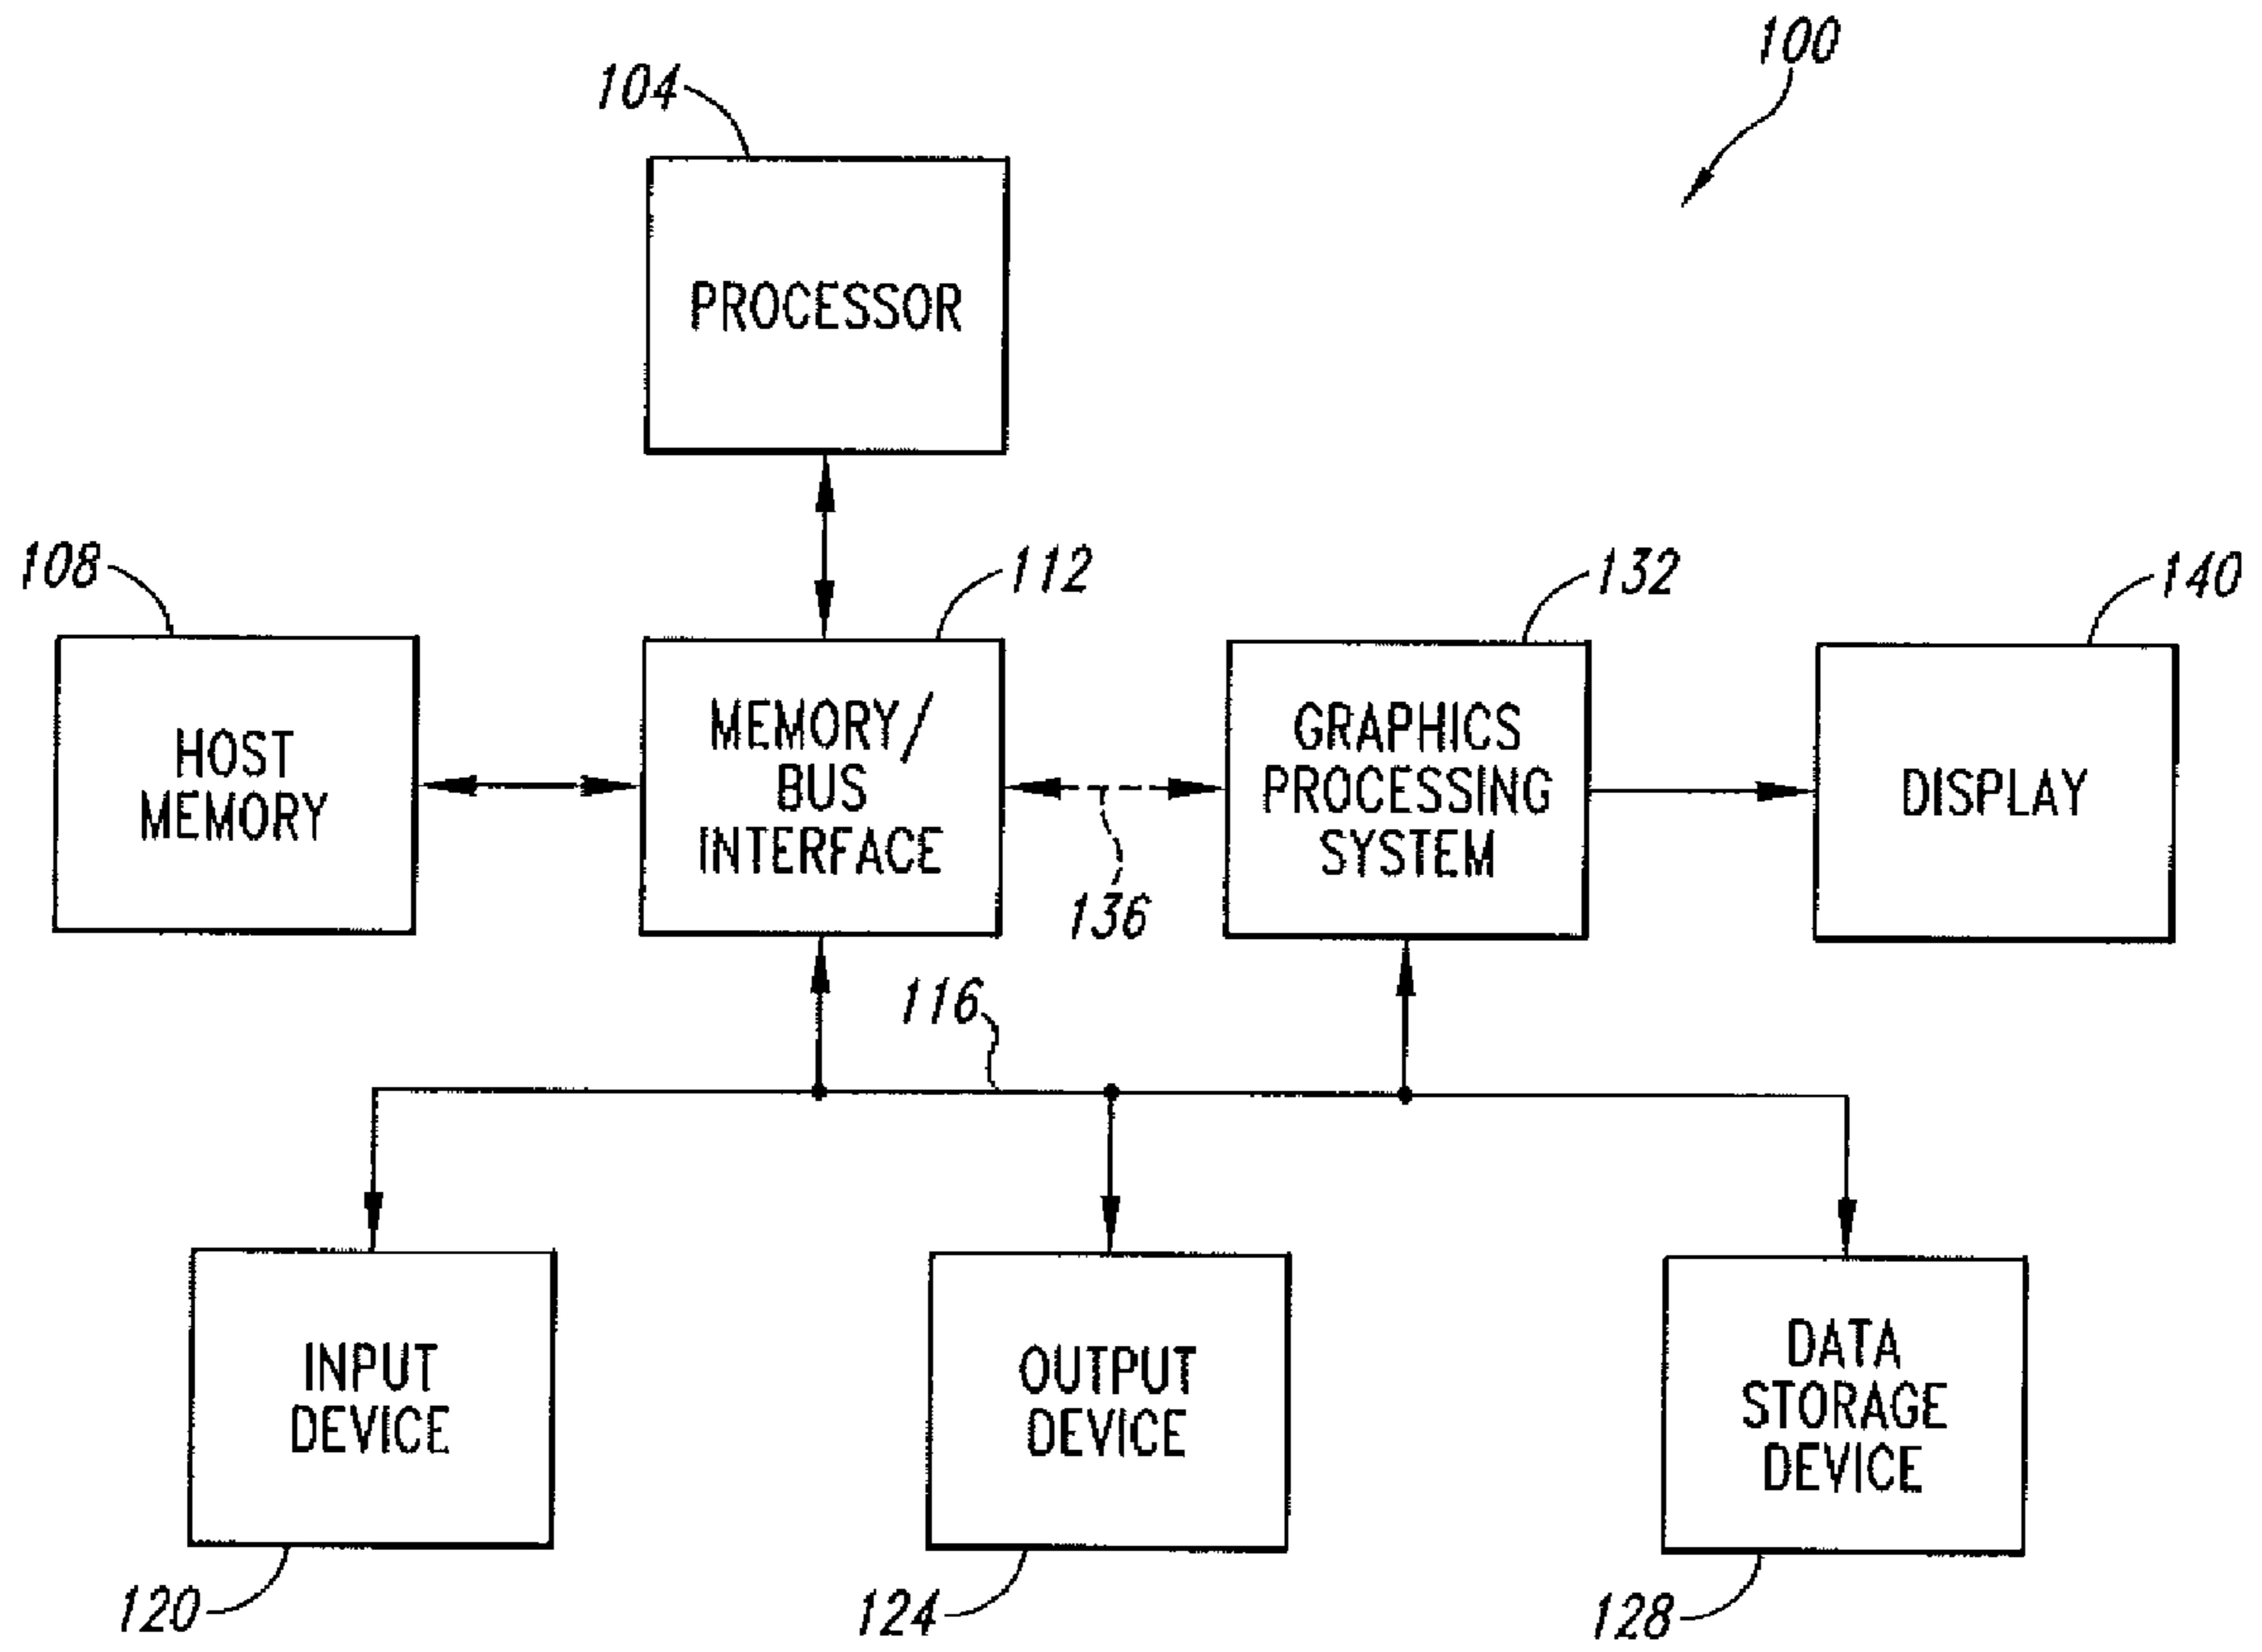 100
104
PROCESSOR
108
112
132
140
HOST
MEMORY
MEMORY/
BUS
INTERFACE
GRAPHICS
PROCESSING
SYSTEM
DISPLAY
136
116
INPUT
DEVICE
OUTPUT
DEVICE
DATA
STORAGE
DEVICE
120
124
128